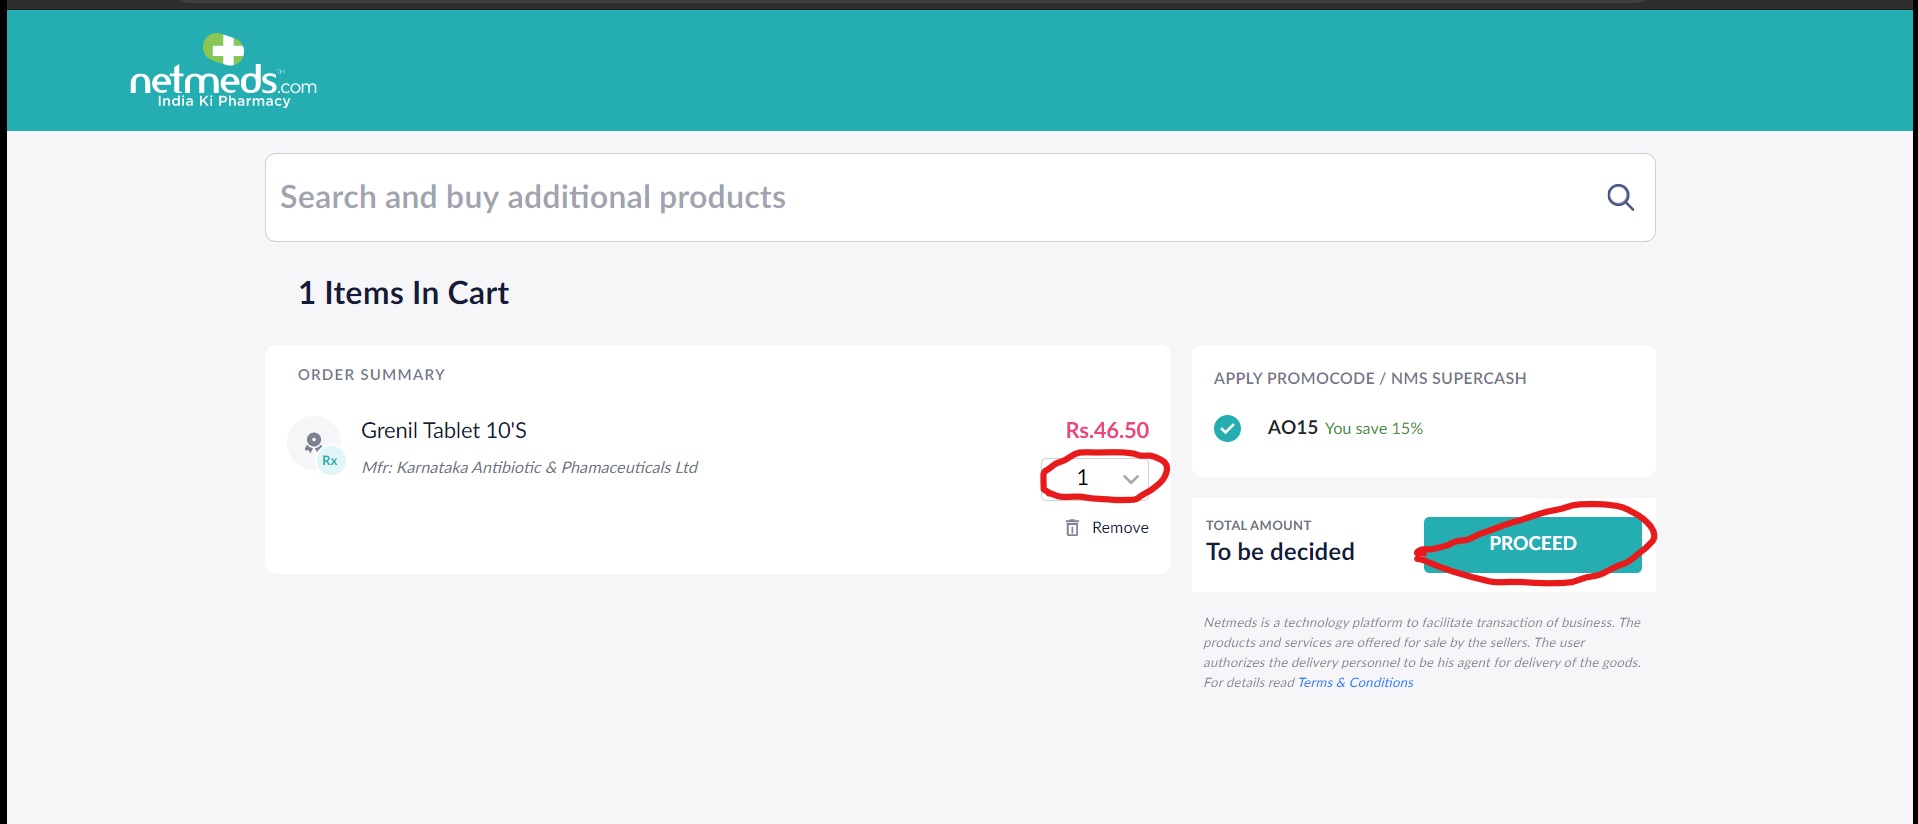 netmeds.com
TM
India Ki Pharmacy
Search and buy additional products
1 Items In Cart
ORDER SUMMARY
Grenil Tablet 10'S
Rs.46.50
Rx
Mfr: Karnataka Antibiotic & Phamaceuticals Ltd
1
Remove
APPLY PROMOCODE / NMS SUPERCASH
AO15 You save 15%
TOTAL AMOUNT
To be decided
PROCEED
Netmeds is a technology platform to facilitate transaction of business. The
products and services are offered for sale by the sellers. The user
authorizes the delivery personnel to be his agent for delivery of the goods.
For details read Terms & Conditions